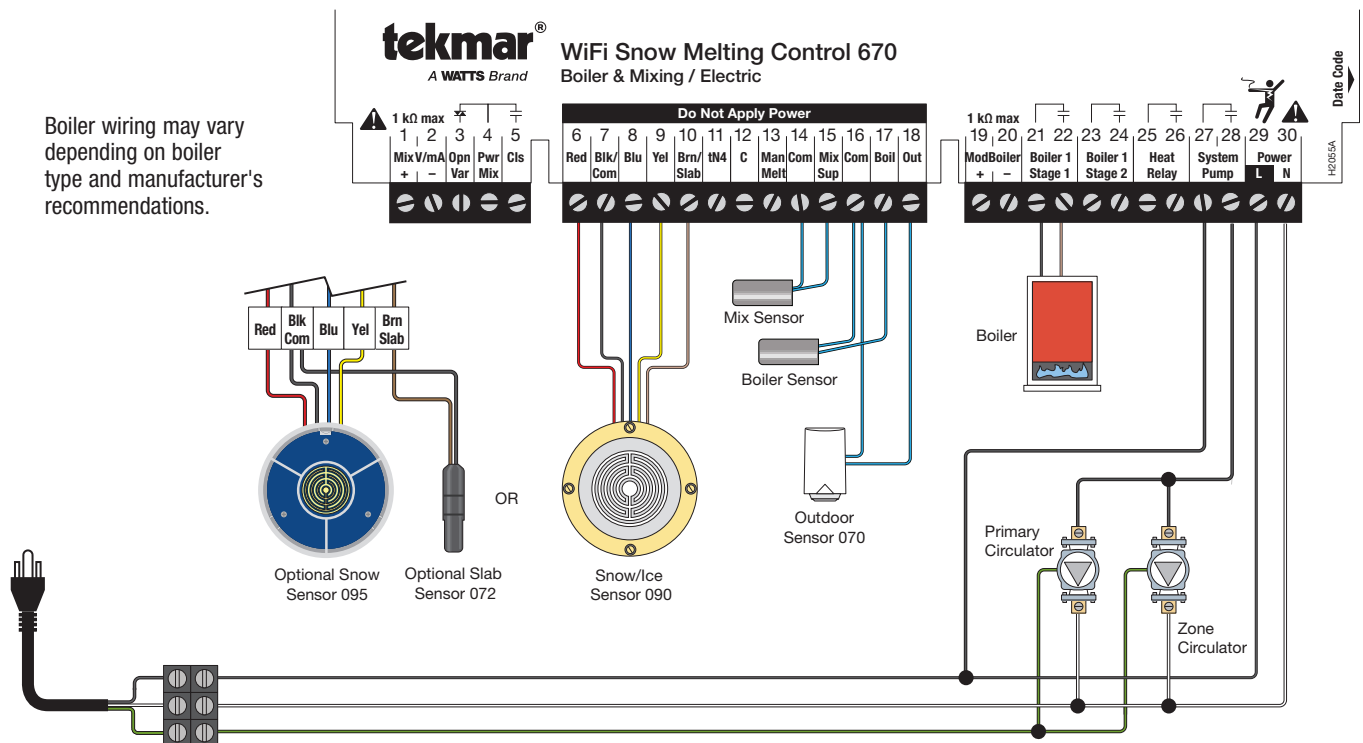 tekmar®
A WATTS Brand
WiFi Snow Melting Control 670
Boiler & Mixing / Electric
Date Code
H2055A
Boiler wiring may vary
depending on boiler
type and manufacturer's
recommendations.
1 kΩ max
1 2 3 4 5
Mix V/mA Opn Pwr Cls
+ − Var Mix
Do Not Apply Power
6 7 8 9 10 11 12 13 14 15 16 17 18
Red Blk/ Blu Yel Brn/ tN4 C Man Com Mix Com Boil Out
Com Slab Melt Sup
1 kΩ max
19 20 21 22 23 24 25 26 27 28 29 30
Mod Boiler Boiler 1 Boiler 1 Heat System Power
+ − Stage 1 Stage 2 Relay Pump L N
Red Blk Blu Yel Brn
Com Slab
Mix Sensor
Boiler Sensor
Boiler
OR
Outdoor
Sensor 070
Primary
Circulator
Optional Snow
Sensor 095
Optional Slab
Sensor 072
Snow/Ice
Sensor 090
Zone
Circulator